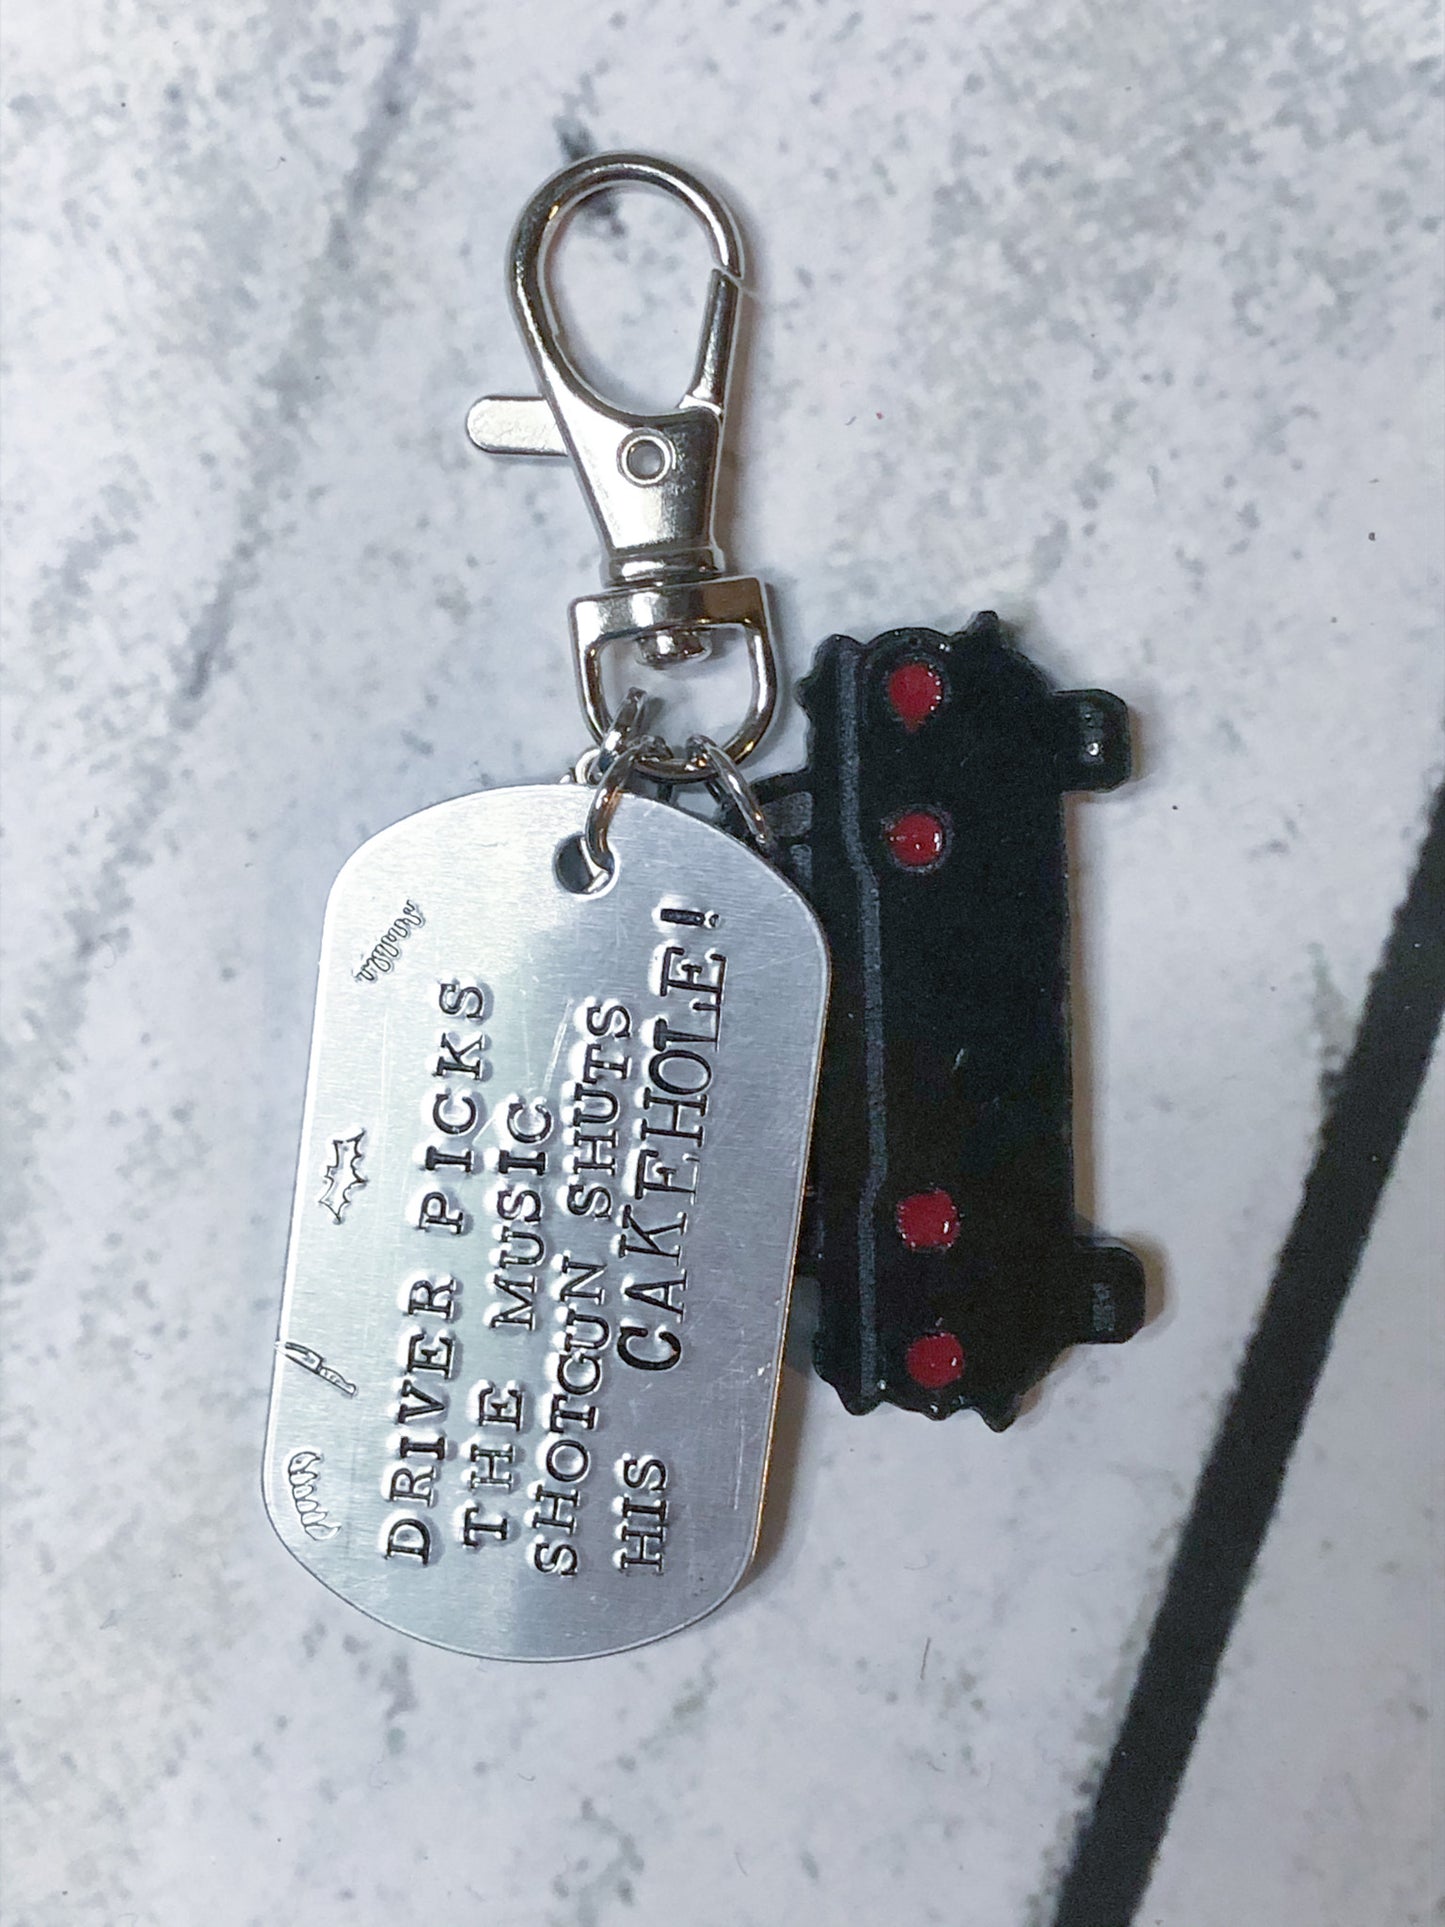 DRIVER PICKS
THE MUSIC
SHOTGUN SHUTS
HIS CAKEHOLE!